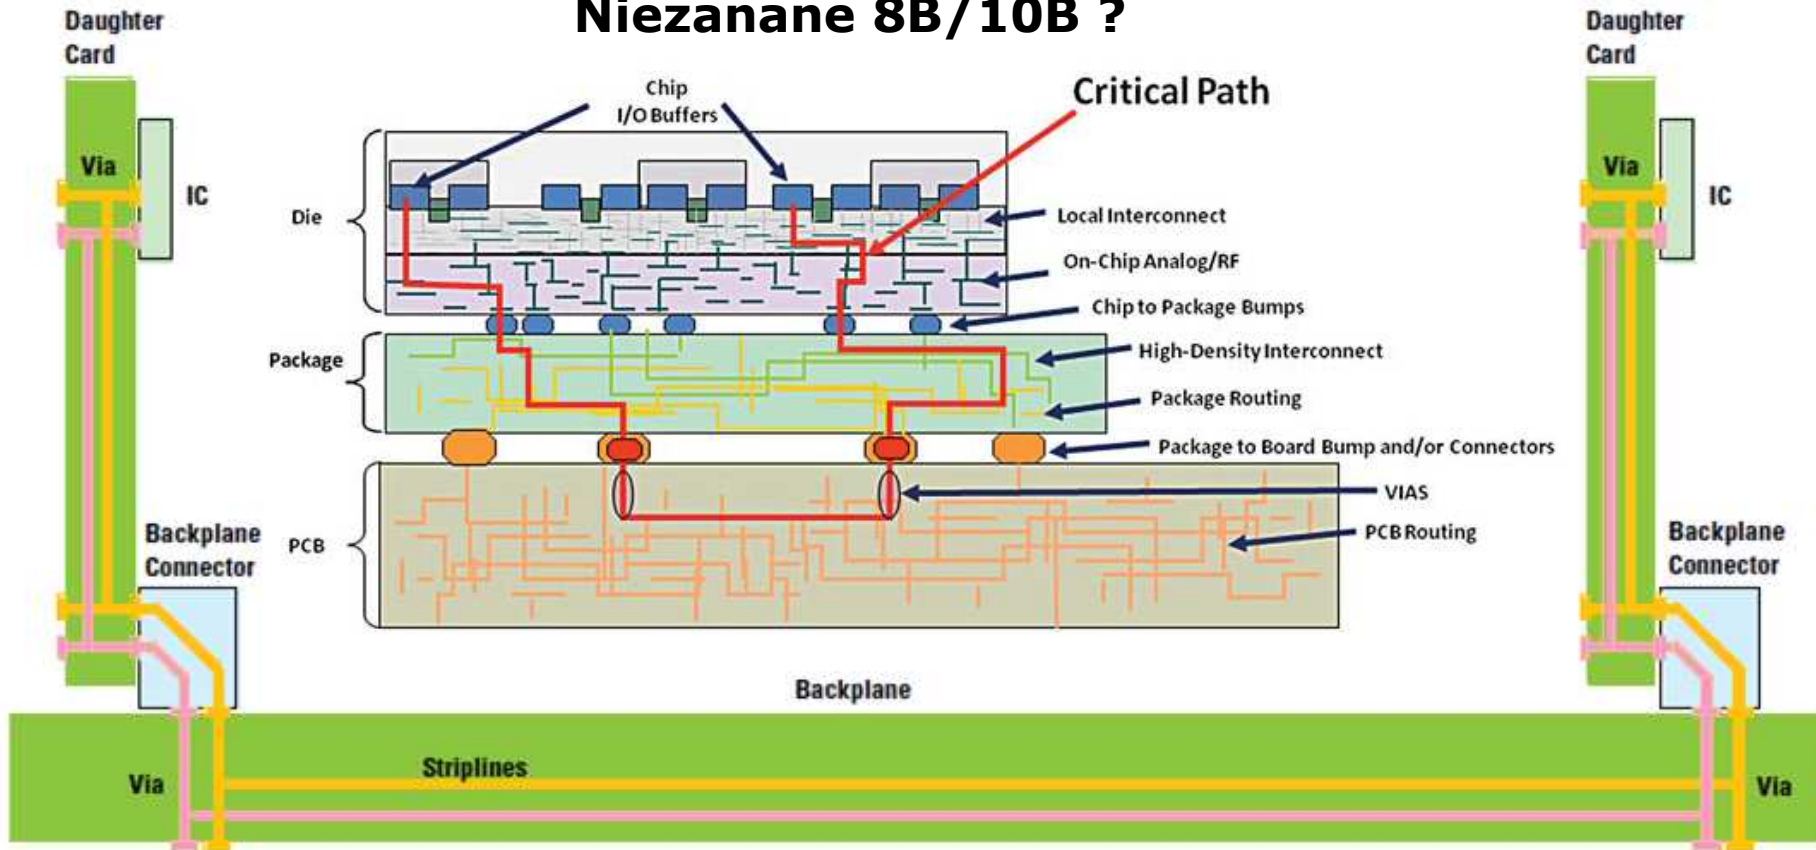 Niezanane 8B/10B ?
Daughter
Card
Via
IC
Backplane
Connector
Chip
I/O Buffers
Critical Path
Die
Local Interconnect
On-Chip Analog/RF
Chip to Package Bumps
Package
High-Density Interconnect
Package Routing
Package to Board Bump and/or Connectors
PCB
VIAS
PCB Routing
Daughter
Card
Via
IC
Backplane
Connector
Backplane
Striplines
Via
Via